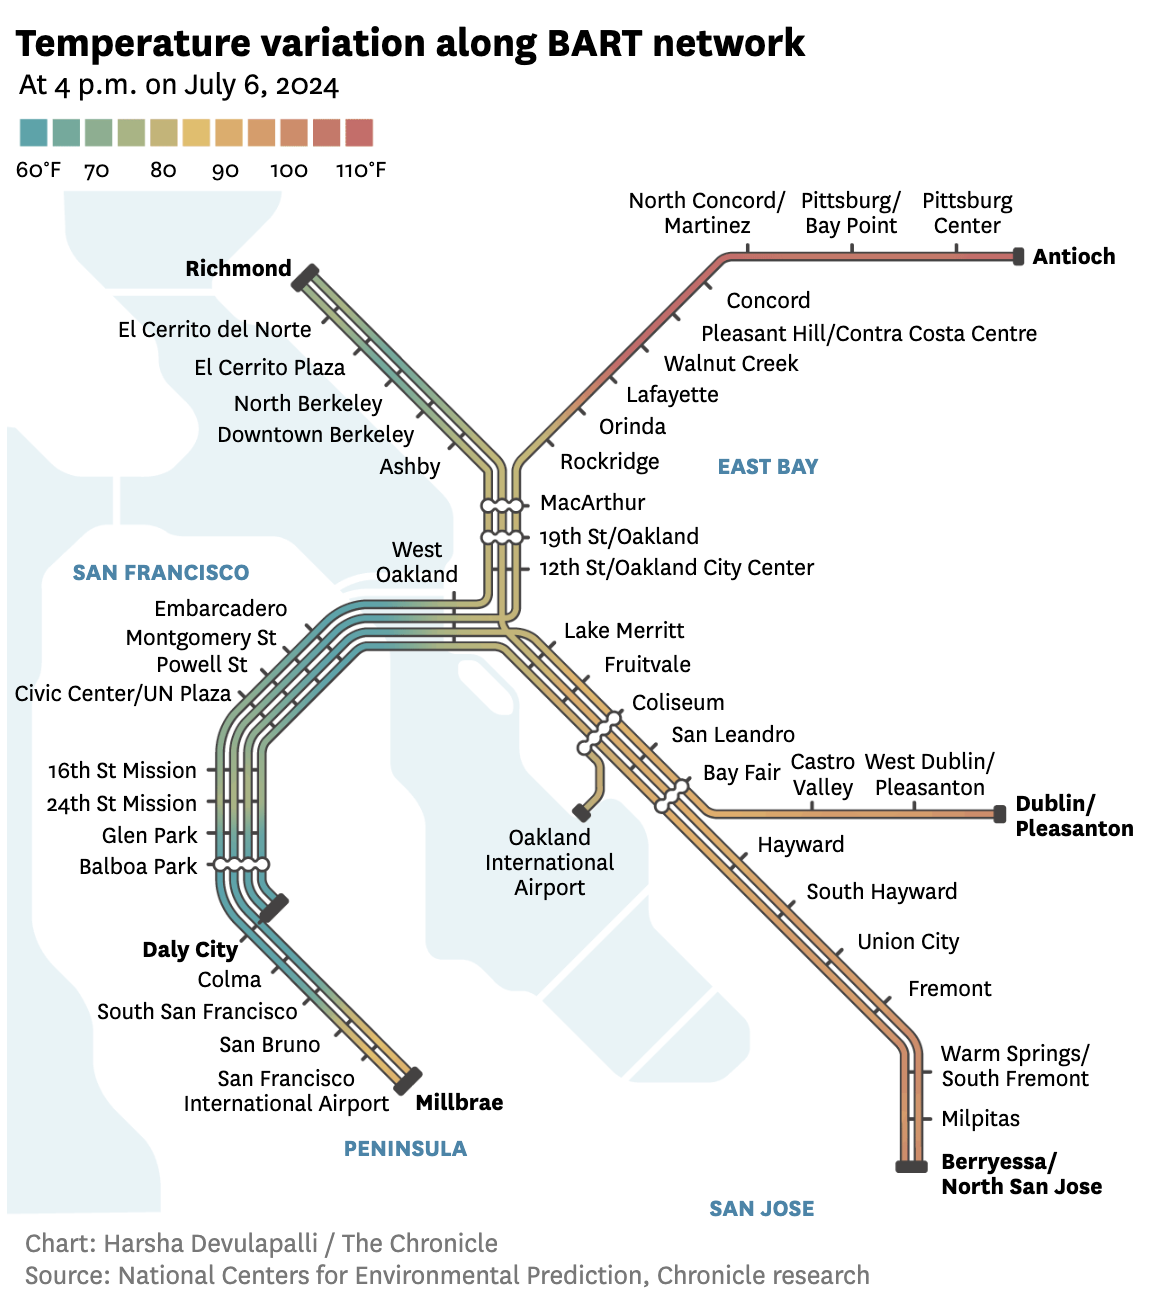 Temperature variation along BART network
At 4 p.m. on July 6, 2024
60°F 70 80 90 100 110°F
North Concord/
Martinez
Pittsburg/
Bay Point
Pittsburg
Center
Antioch
Richmond
El Cerrito del Norte
El Cerrito Plaza
North Berkeley
Downtown Berkeley
Ashby
Concord
Pleasant Hill/Contra Costa Centre
Walnut Creek
Lafayette
Orinda
Rockridge
EAST BAY
MacArthur
19th St/Oakland
12th St/Oakland City Center
West
Oakland
SAN FRANCISCO
Embarcadero
Montgomery St
Powell St
Civic Center/UN Plaza
16th St Mission
24th St Mission
Glen Park
Balboa Park
Lake Merritt
Fruitvale
Coliseum
San Leandro
Bay Fair
Castro
Valley
West Dublin/
Pleasanton
Dublin/
Pleasanton
Oakland
International
Airport
Hayward
South Hayward
Union City
Fremont
Warm Springs/
South Fremont
Milpitas
Berryessa/
North San Jose
Daly City
Colma
South San Francisco
San Bruno
San Francisco
International Airport
Millbrae
PENINSULA
SAN JOSE
Chart: Harsha Devulapalli / The Chronicle
Source: National Centers for Environmental Prediction, Chronicle research